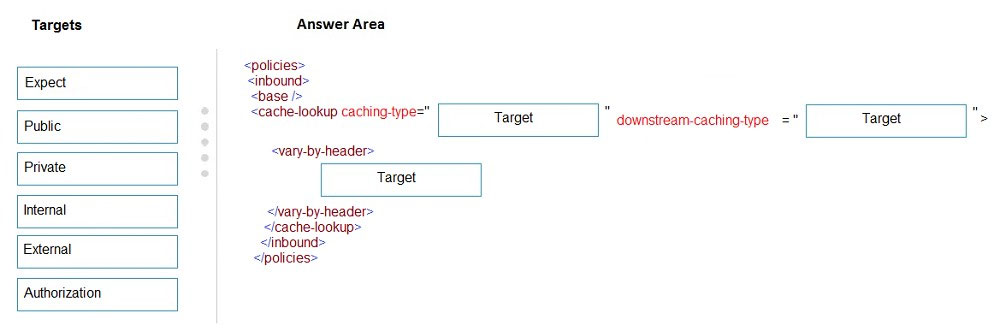 Targets
Answer Area
Expect
Public
Private
Internal
External
Authorization
<policies>
<inbound>
<base />
<cache-lookup caching-type=" Target " downstream-caching-type = " Target " >
<vary-by-header>
Target
</vary-by-header>
</cache-lookup>
</inbound>
</policies>